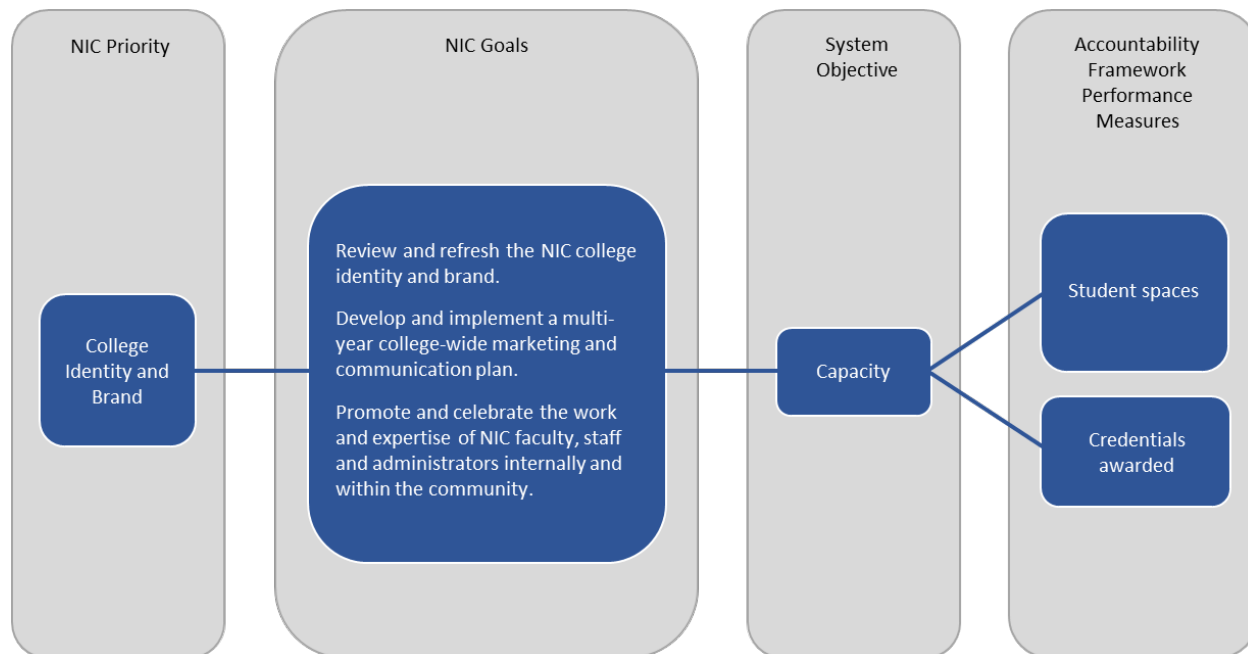 NIC Priority
NIC Goals
System
Objective
Accountability
Framework
Performance
Measures
College
Identity and
Brand
Review and refresh the NIC college
identity and brand.
Develop and implement a multi-
year college-wide marketing and
communication plan.
Promote and celebrate the work
and expertise of NIC faculty, staff
and administrators internally and
within the community.
Capacity
Student spaces
Credentials
awarded